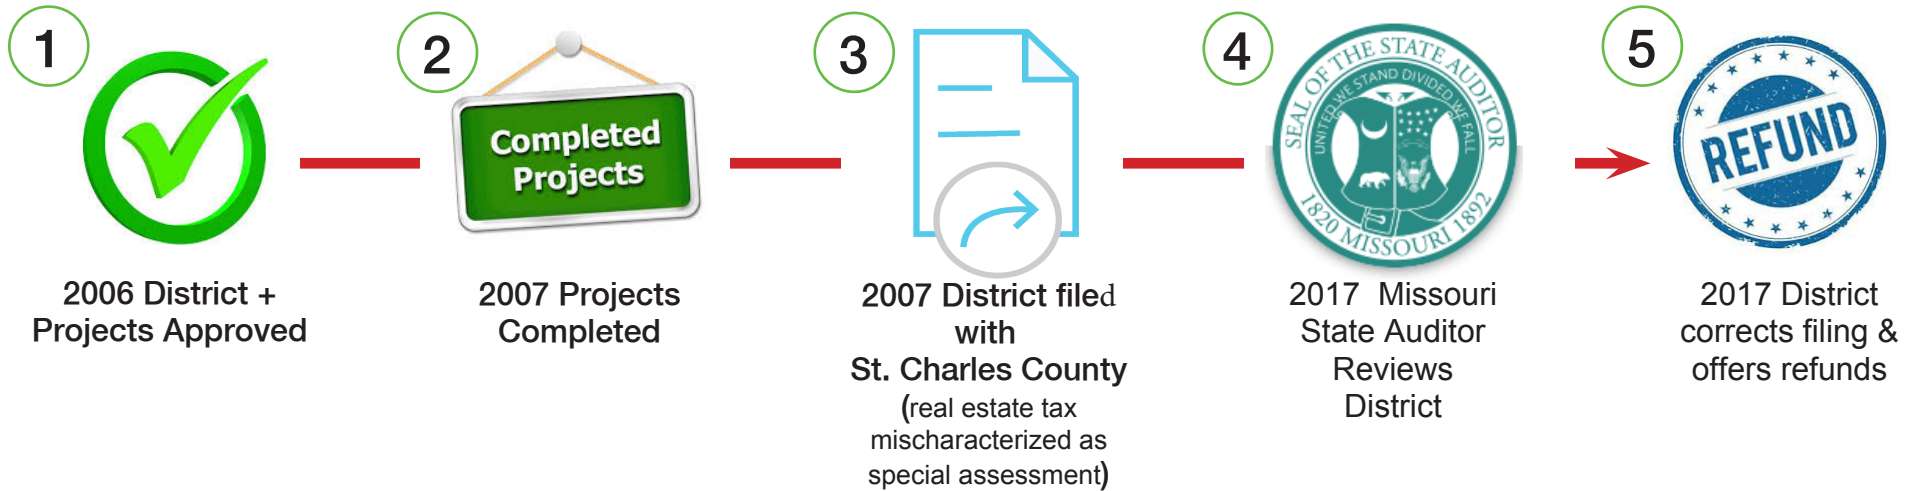 1
2
3
4
5
Completed
Projects
SEAL OF THE STATE AUDITOR
UNITED WE STAND DIVIDED WE FALL
1820 MISSOURI 1892
REFUND
2006 District +
Projects Approved
2007 Projects
Completed
2007 District filed
with
St. Charles County
(real estate tax
mischaracterized as
special assessment)
2017 Missouri
State Auditor
Reviews
District
2017 District
corrects filing &
offers refunds